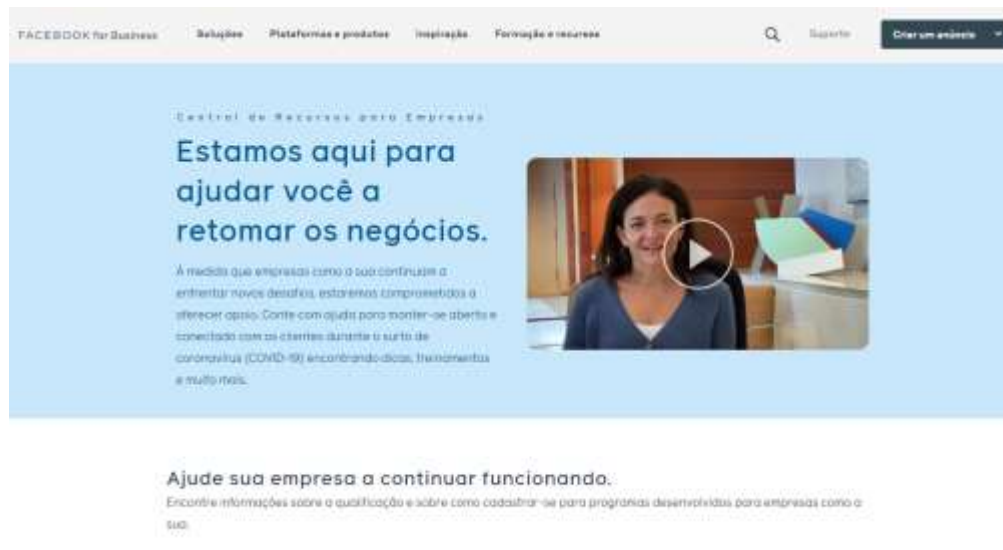 FACEBOOK for Business Soluções Plataformas e produtos Inspiração Formação e recursos Suporte Criar um anúncio
Central de Recursos para Empresas
Estamos aqui para
ajudar você a
retomar os negócios.
À medida que empresas como a sua continuam a
enfrentar novos desafios, estaremos comprometidos a
oferecer apoio. Conte com ajuda para manter-se aberto e
conectado com os clientes durante o surto de
coronavírus (COVID-19) encontrando dicas, treinamentos
e muito mais.
Ajude sua empresa a continuar funcionando.
Encontre informações sobre a qualificação e sobre como cadastrar-se para programas desenvolvidos para empresas como a
sua.